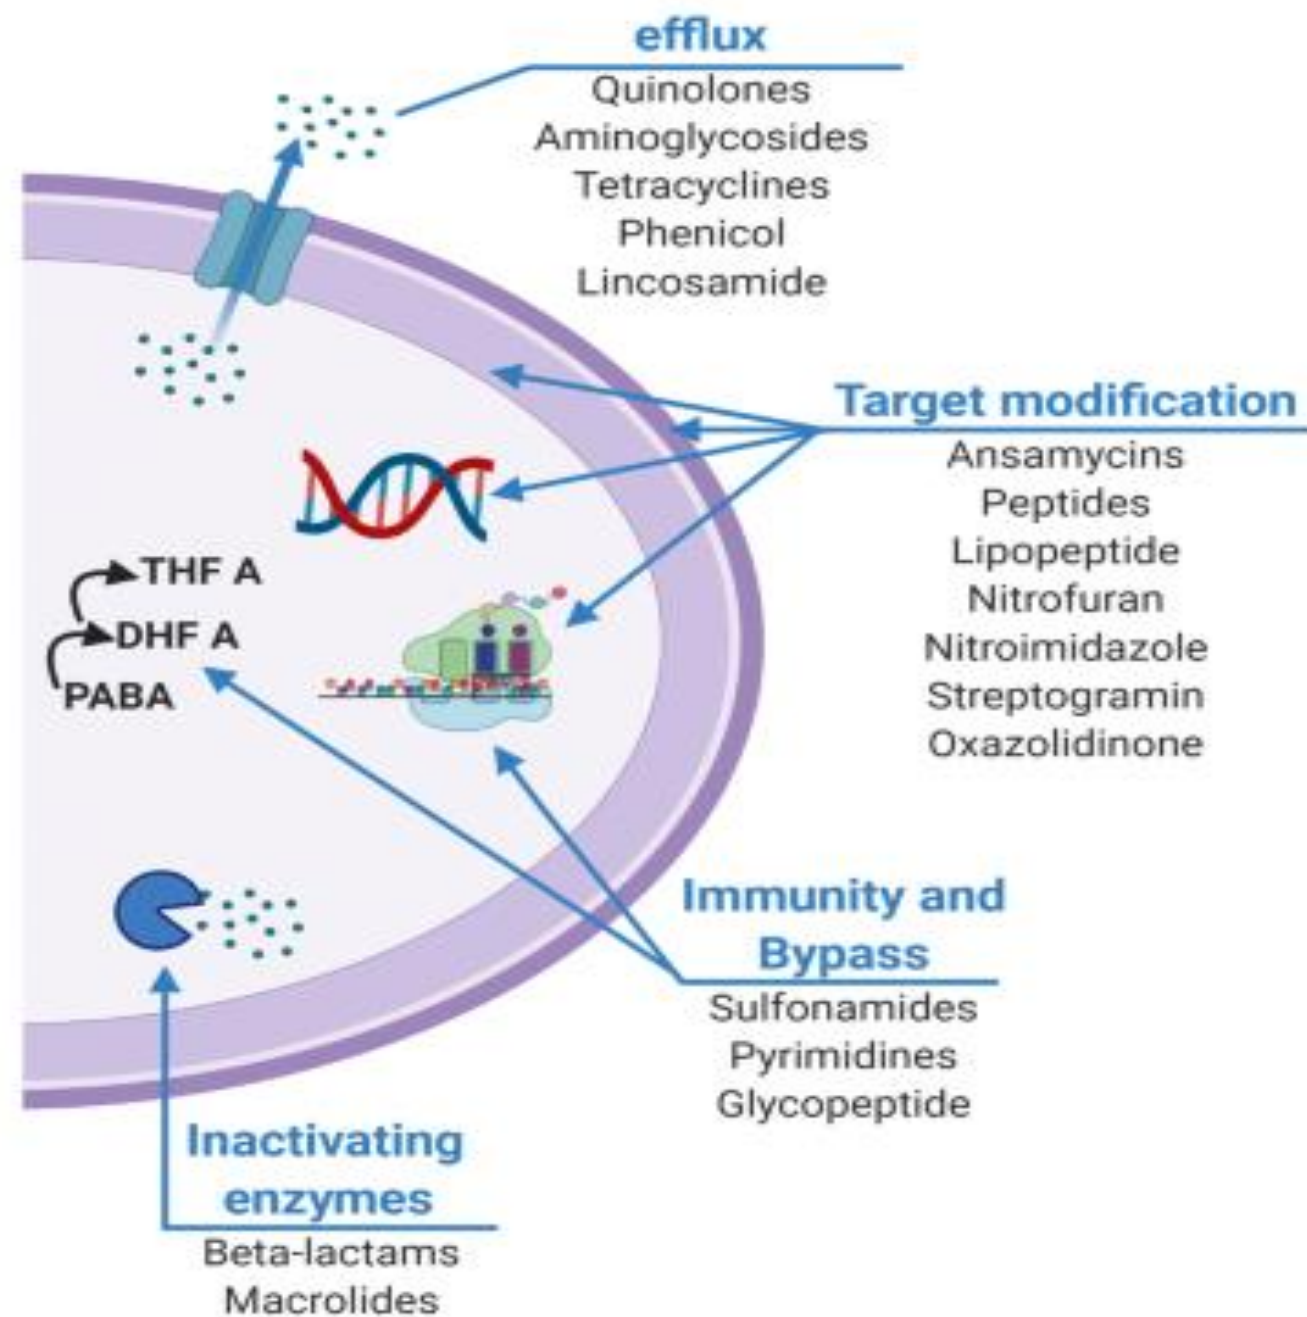 efflux
Quinolones
Aminoglycosides
Tetracyclines
Phenicol
Lincosamide
Target modification
Ansamycins
Peptides
Lipopeptide
Nitrofuran
Nitroimidazole
Streptogramin
Oxazolidinone
THF A
DHF A
PABA
Immunity and
Bypass
Sulfonamides
Pyrimidines
Glycopeptide
Inactivating
enzymes
Beta-lactams
Macrolides